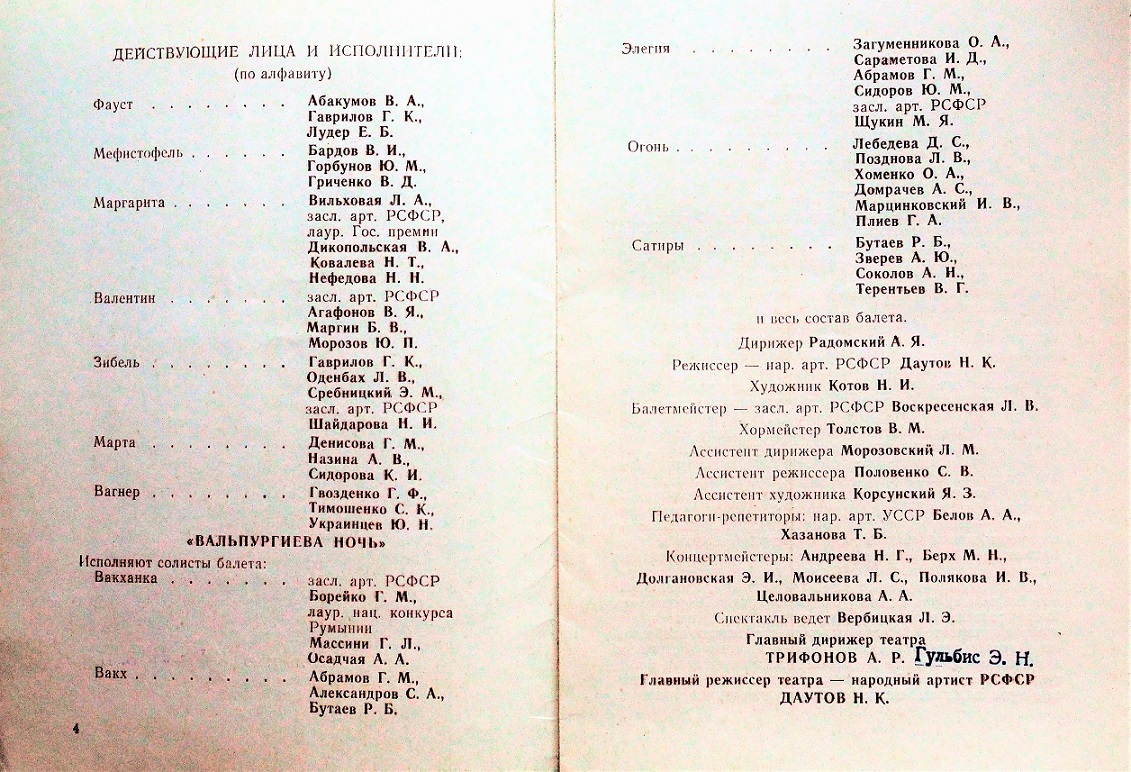 ДЕЙСТВУЮЩИЕ ЛИЦА И ИСПОЛНИТЕЛИ:
(по алфавиту)
Фауст . . . . . . . . Абакумов В. А.,
Гаврилов Г. К.,
Лудер Е. Б.
Мефистофель . . . . . . Бардов В. И.,
Горбунов Ю. М.,
Гриченко В. Д.
Маргарита . . . . . . . Вильховая Л. А.,
засл. арт. РСФСР,
лаур. Гос. премии
Дикопольская В. А.,
Ковалева Н. Т.,
Нефедова Н. Н.
Валентин . . . . . . . засл. арт. РСФСР
Агафонов В. Я.,
Маргин Б. В.,
Морозов Ю. П.
Зибель . . . . . . . . Гаврилов Г. К.,
Оденбах Л. В.,
Сребницкий Э. М.,
засл. арт. РСФСР
Шайдарова Н. И.
Марта . . . . . . . . Денисова Г. М.,
Назина А. В.,
Сидорова К. И.
Вагнер . . . . . . . . Гвозденко Г. Ф.,
Тимошенко С. К.,
Украинцев Ю. Н.
«ВАЛЬПУРГИЕВА НОЧЬ»
Исполняют солисты балета:
Вакханка . . . . . . . засл. арт. РСФСР
Борейко Г. М.,
лаур. нац. конкурса
Румынии
Массини Г. Л.,
Осадчая А. А.
Вакх . . . . . . . . . Абрамов Г. М.,
Александров С. А.,
Бутаев Р. Б.
4
Элегия . . . . . . . . Загуменникова О. А.,
Сараметова И. Д.,
Абрамов Г. М.,
Сидоров Ю. М.,
засл. арт. РСФСР
Щукин М. Я.
Огонь . . . . . . . . . Лебедева Д. С.,
Позднова Л. В.,
Хоменко О. А.,
Домрачев А. С.,
Марцинковский И. В.,
Плиев Г. А.
Сатиры . . . . . . . . Бутаев Р. Б.,
Зверев А. Ю.,
Соколов А. Н.,
Терентьев В. Г.
и весь состав балета.
Дирижер Радомский А. Я.
Режиссер — нар. арт. РСФСР Даутов Н. К.
Художник Котов Н. И.
Балетмейстер — засл. арт. РСФСР Воскресенская Л. В.
Хормейстер Толстов В. М.
Ассистент дирижера Морозовский Л. М.
Ассистент режиссера Половенко С. В.
Ассистент художника Корсунский Я. З.
Педагоги-репетиторы: нар. арт. УССР Белов А. А.,
Хазанова Т. Б.
Концертмейстеры: Андреева Н. Г., Берх М. Н.,
Долгановская Э. И., Моисеева Л. С., Полякова И. В.,
Целовальникова А. А.
Спектакль ведет Вербицкая Л. Э.
Главный дирижер театра
ТРИФОНОВ А. Р. Гульбис Э. Н.
Главный режиссер театра — народный артист РСФСР
ДАУТОВ Н. К.